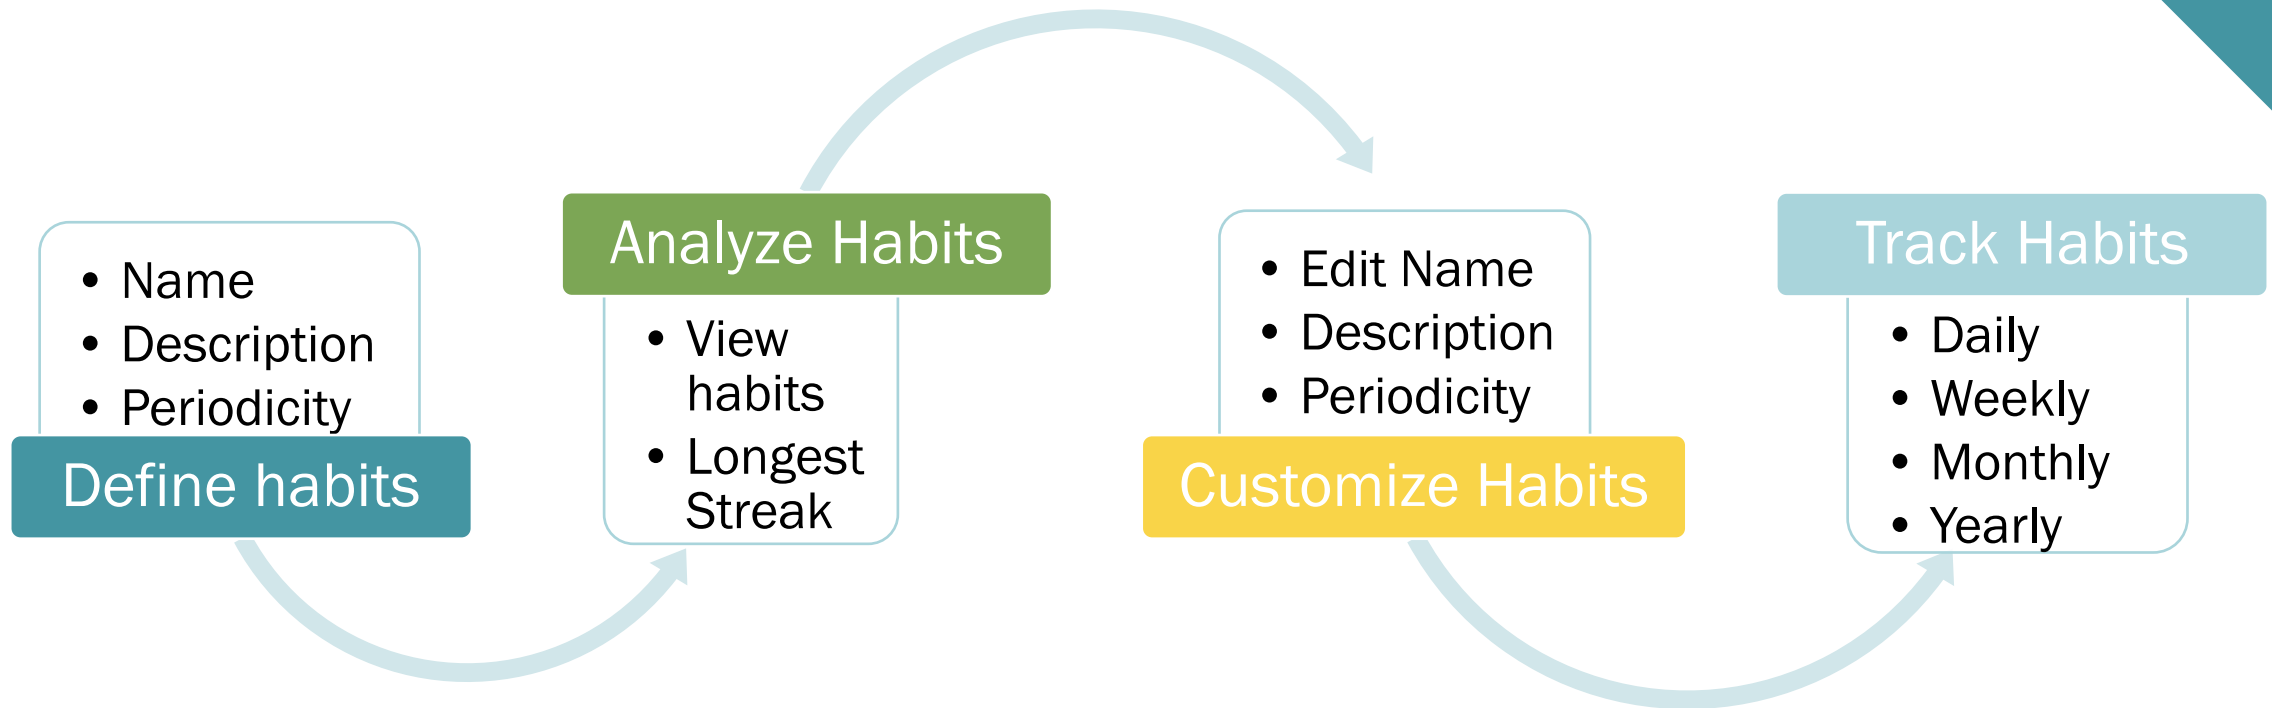 • Name
• Description
• Periodicity
Define habits
Analyze Habits
• View
habits
• Longest
Streak
• Edit Name
• Description
• Periodicity
Customize Habits
Track Habits
• Daily
• Weekly
• Monthly
• Yearly